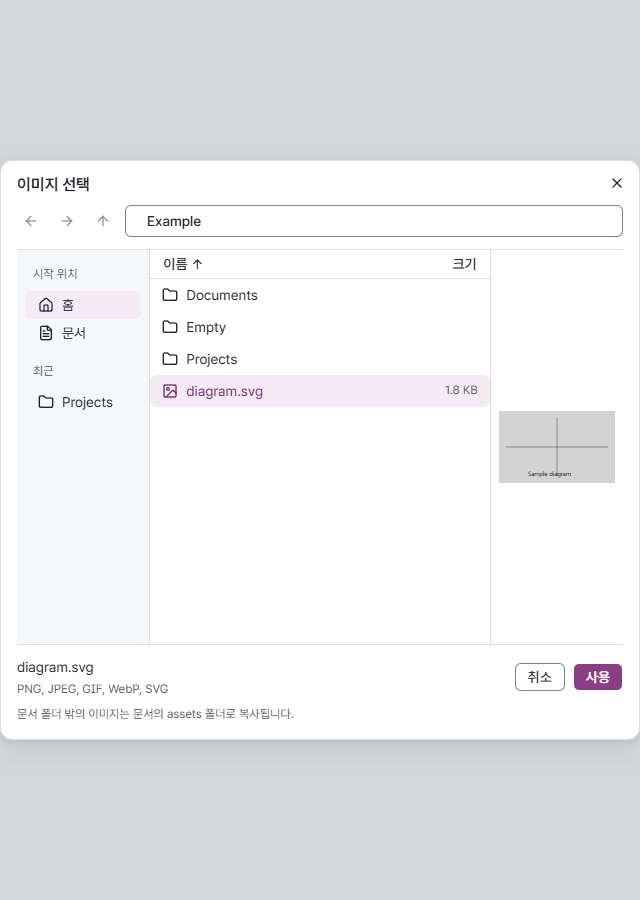 이미지 선택
Example
시작 위치
홈
문서
최근
Projects
이름 크기
Documents
Empty
Projects
diagram.svg 1.8 KB
Sample diagram
diagram.svg
PNG, JPEG, GIF, WebP, SVG
문서 폴더 밖의 이미지는 문서의 assets 폴더로 복사됩니다.
취소
사용